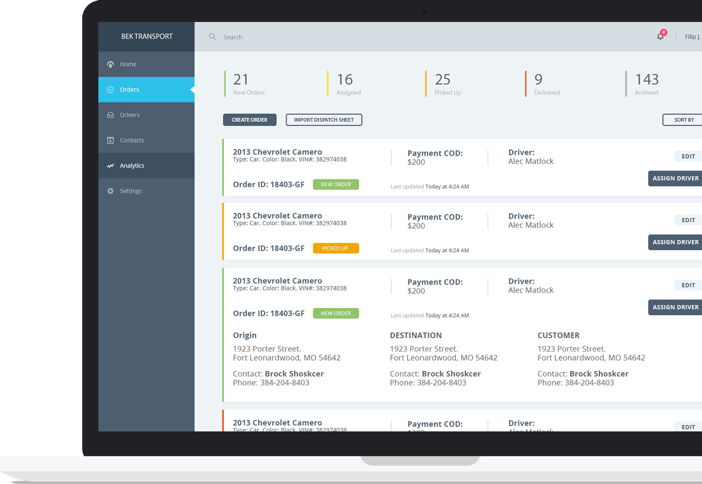 BEK TRANSPORT
Search
8
Filip J.
Home
Orders
Drivers
Contacts
Analytics
Settings
21
New Orders
16
Assigned
25
Picked Up
9
Delivered
143
Archived
CREATE ORDER
IMPORT DISPATCH SHEET
SORT BY
2013 Chevrolet Camero
Type: Car. Color: Black. VIN#: 382974038
Order ID: 18403-GF
NEW ORDER
Payment COD:
$200
Last updated Today at 4:24 AM
Driver:
Alec Matlock
EDIT
ASSIGN DRIVER
2013 Chevrolet Camero
Type: Car. Color: Black. VIN#: 382974038
Order ID: 18403-GF
PICKED UP
Payment COD:
$200
Last updated Today at 4:24 AM
Driver:
Alec Matlock
EDIT
ASSIGN DRIVER
2013 Chevrolet Camero
Type: Car. Color: Black. VIN#: 382974038
Order ID: 18403-GF
NEW ORDER
Payment COD:
$200
Last updated Today at 4:24 AM
Driver:
Alec Matlock
EDIT
ASSIGN DRIVER
Origin
1923 Porter Street.
Fort Leonardwood, MO 54642
Contact: Brock Shoskcer
Phone: 384-204-8403
DESTINATION
1923 Porter Street.
Fort Leonardwood, MO 54642
Contact: Brock Shoskcer
Phone: 384-204-8403
CUSTOMER
1923 Porter Street.
Fort Leonardwood, MO 54642
Contact: Brock Shoskcer
Phone: 384-204-8403
2013 Chevrolet Camero
Type: Car. Color: Black. VIN#: 382974038
Payment COD:
$200
Driver:
Alec Matlock
EDIT